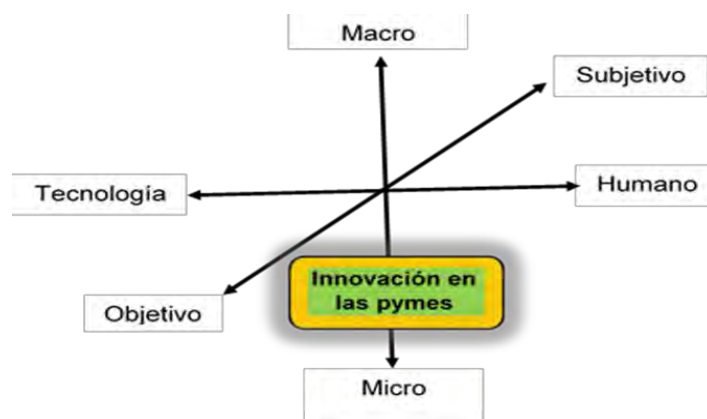 Macro
Subjetivo
Tecnología
Humano
Innovación en
las pymes
Objetivo
Micro